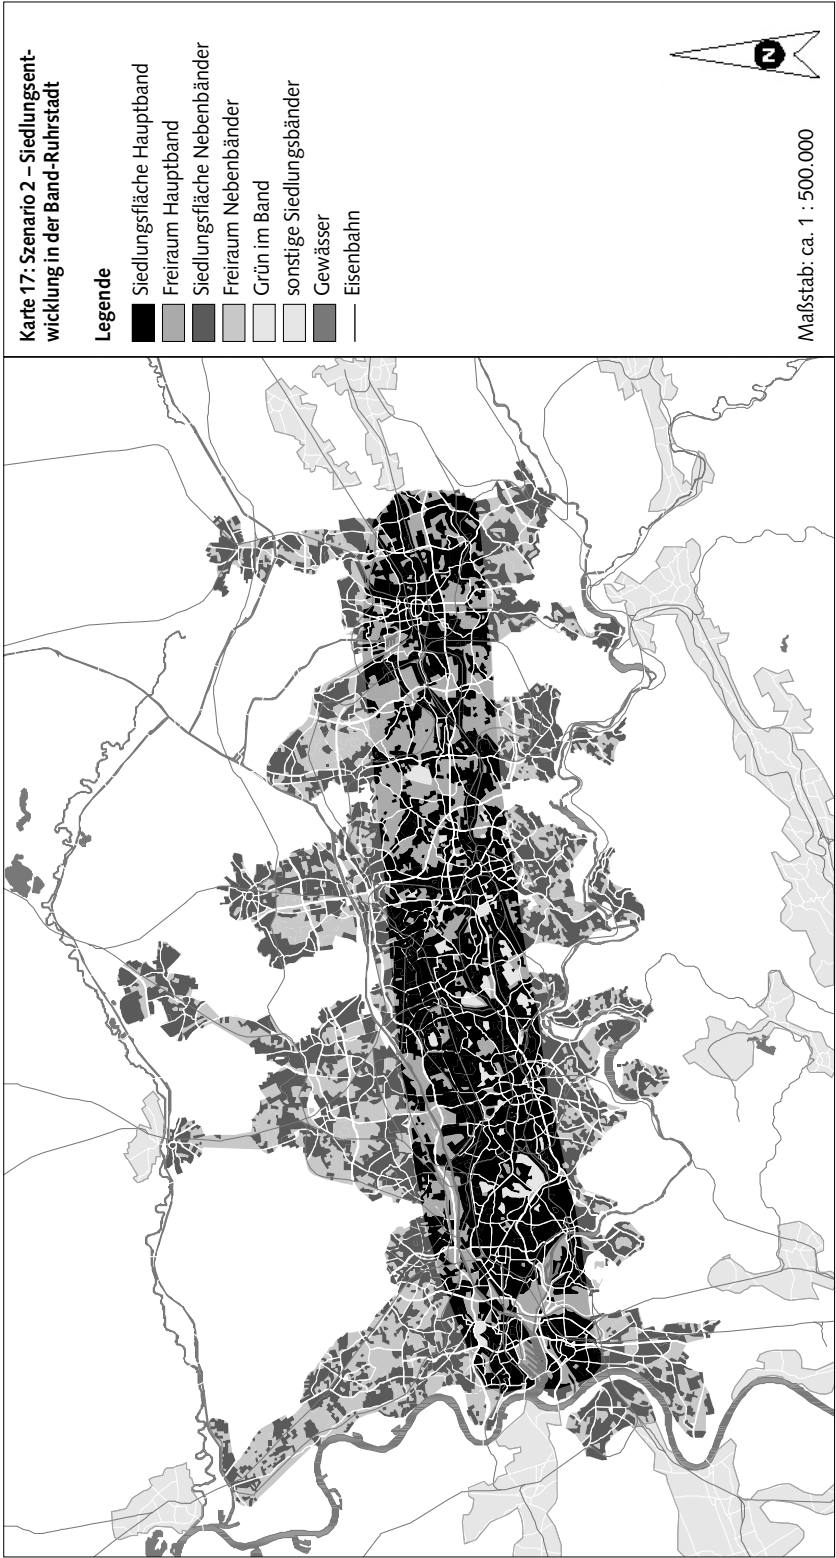 Karte 17: Szenario 2 – Siedlungsent-
wicklung in der Band-Ruhrstadt
Legende
Siedlungsfläche Hauptband
Freiraum Hauptband
Siedlungsfläche Nebenbänder
Freiraum Nebenbänder
Grün im Band
sonstige Siedlungsbänder
Gewässer
Eisenbahn
Maßstab: ca. 1 : 500.000
N